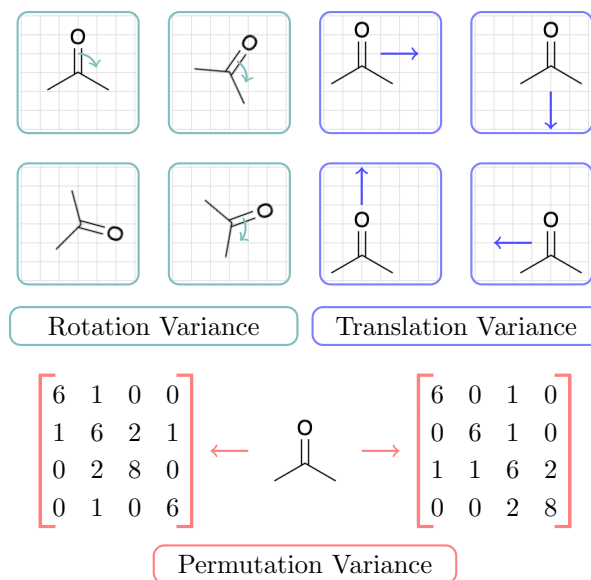 O O O O
O O O O
Rotation Variance Translation Variance
6 1 0 0 6 0 1 0
1 6 2 1 O 0 6 1 0
0 2 8 0 1 1 6 2
0 1 0 6 0 0 2 8
Permutation Variance